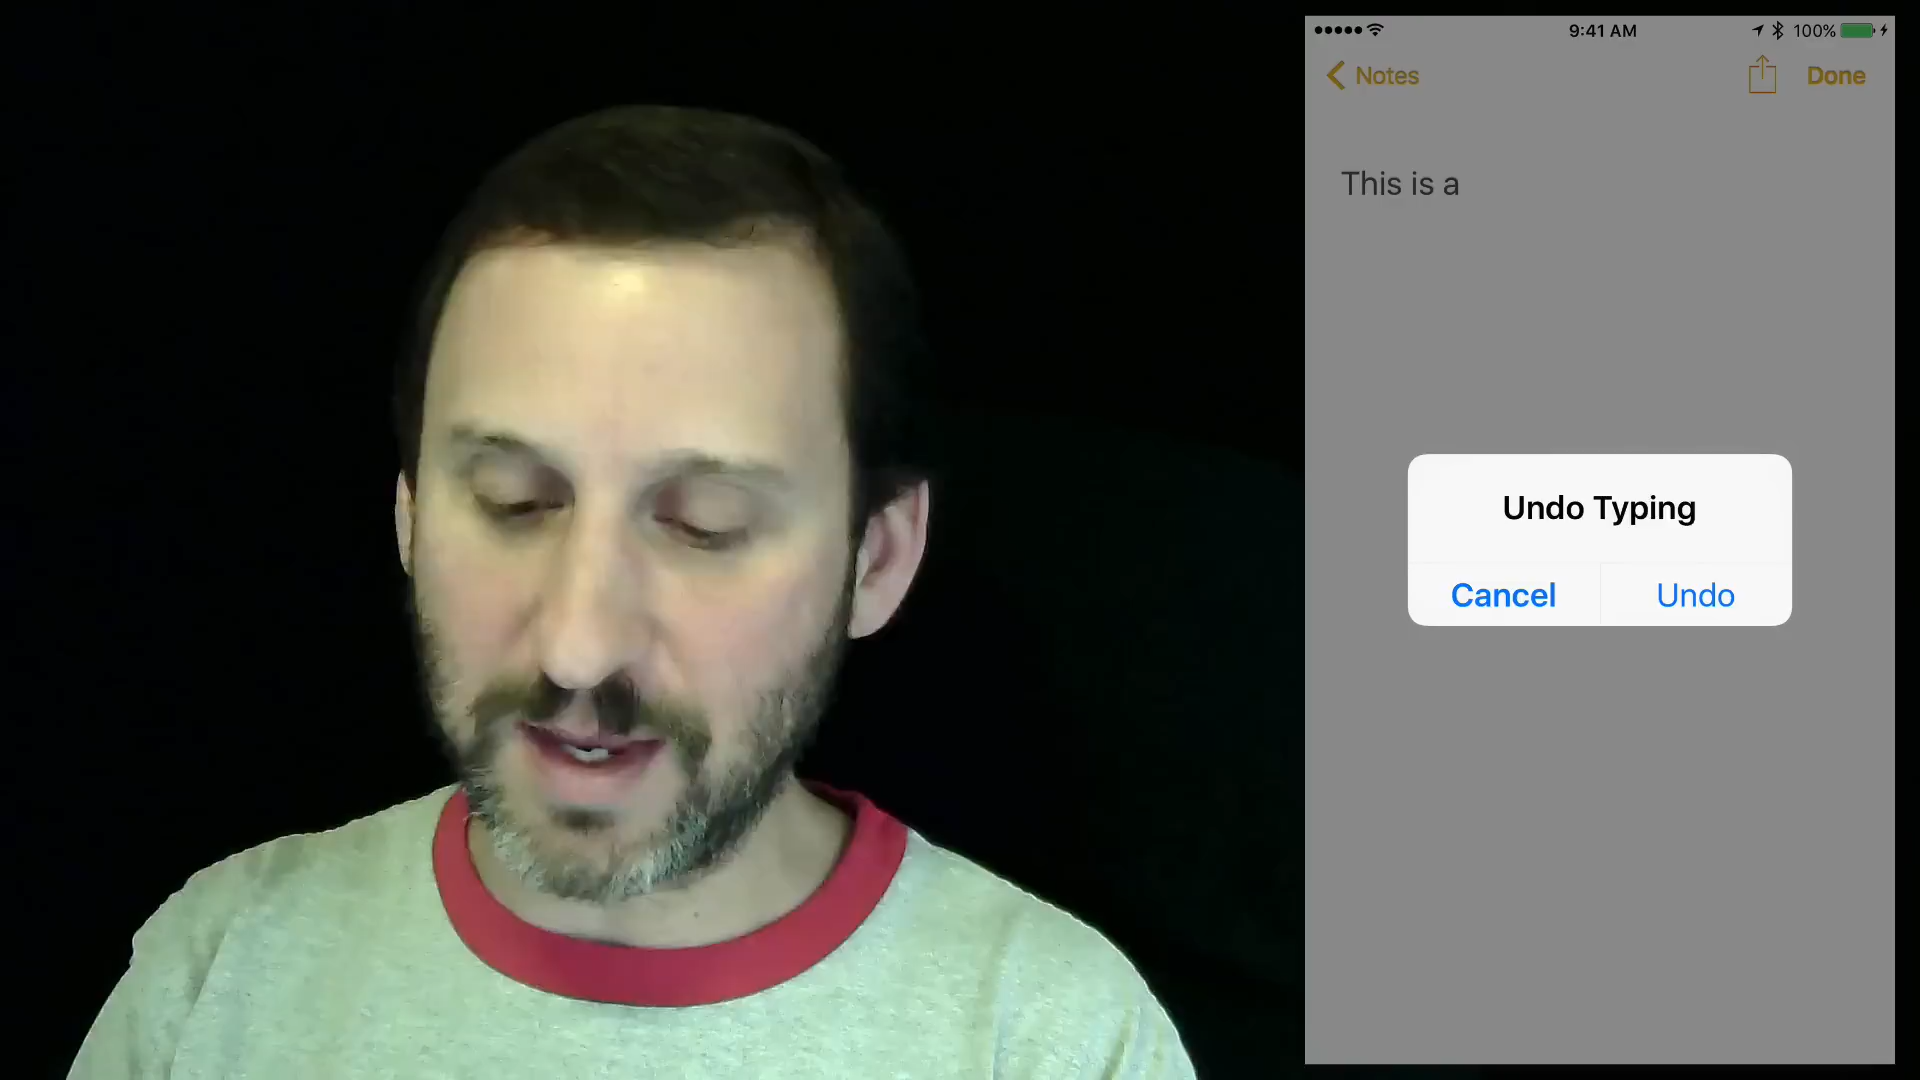 9:41 AM 100%
Notes Done
This is a
Undo Typing
Cancel Undo